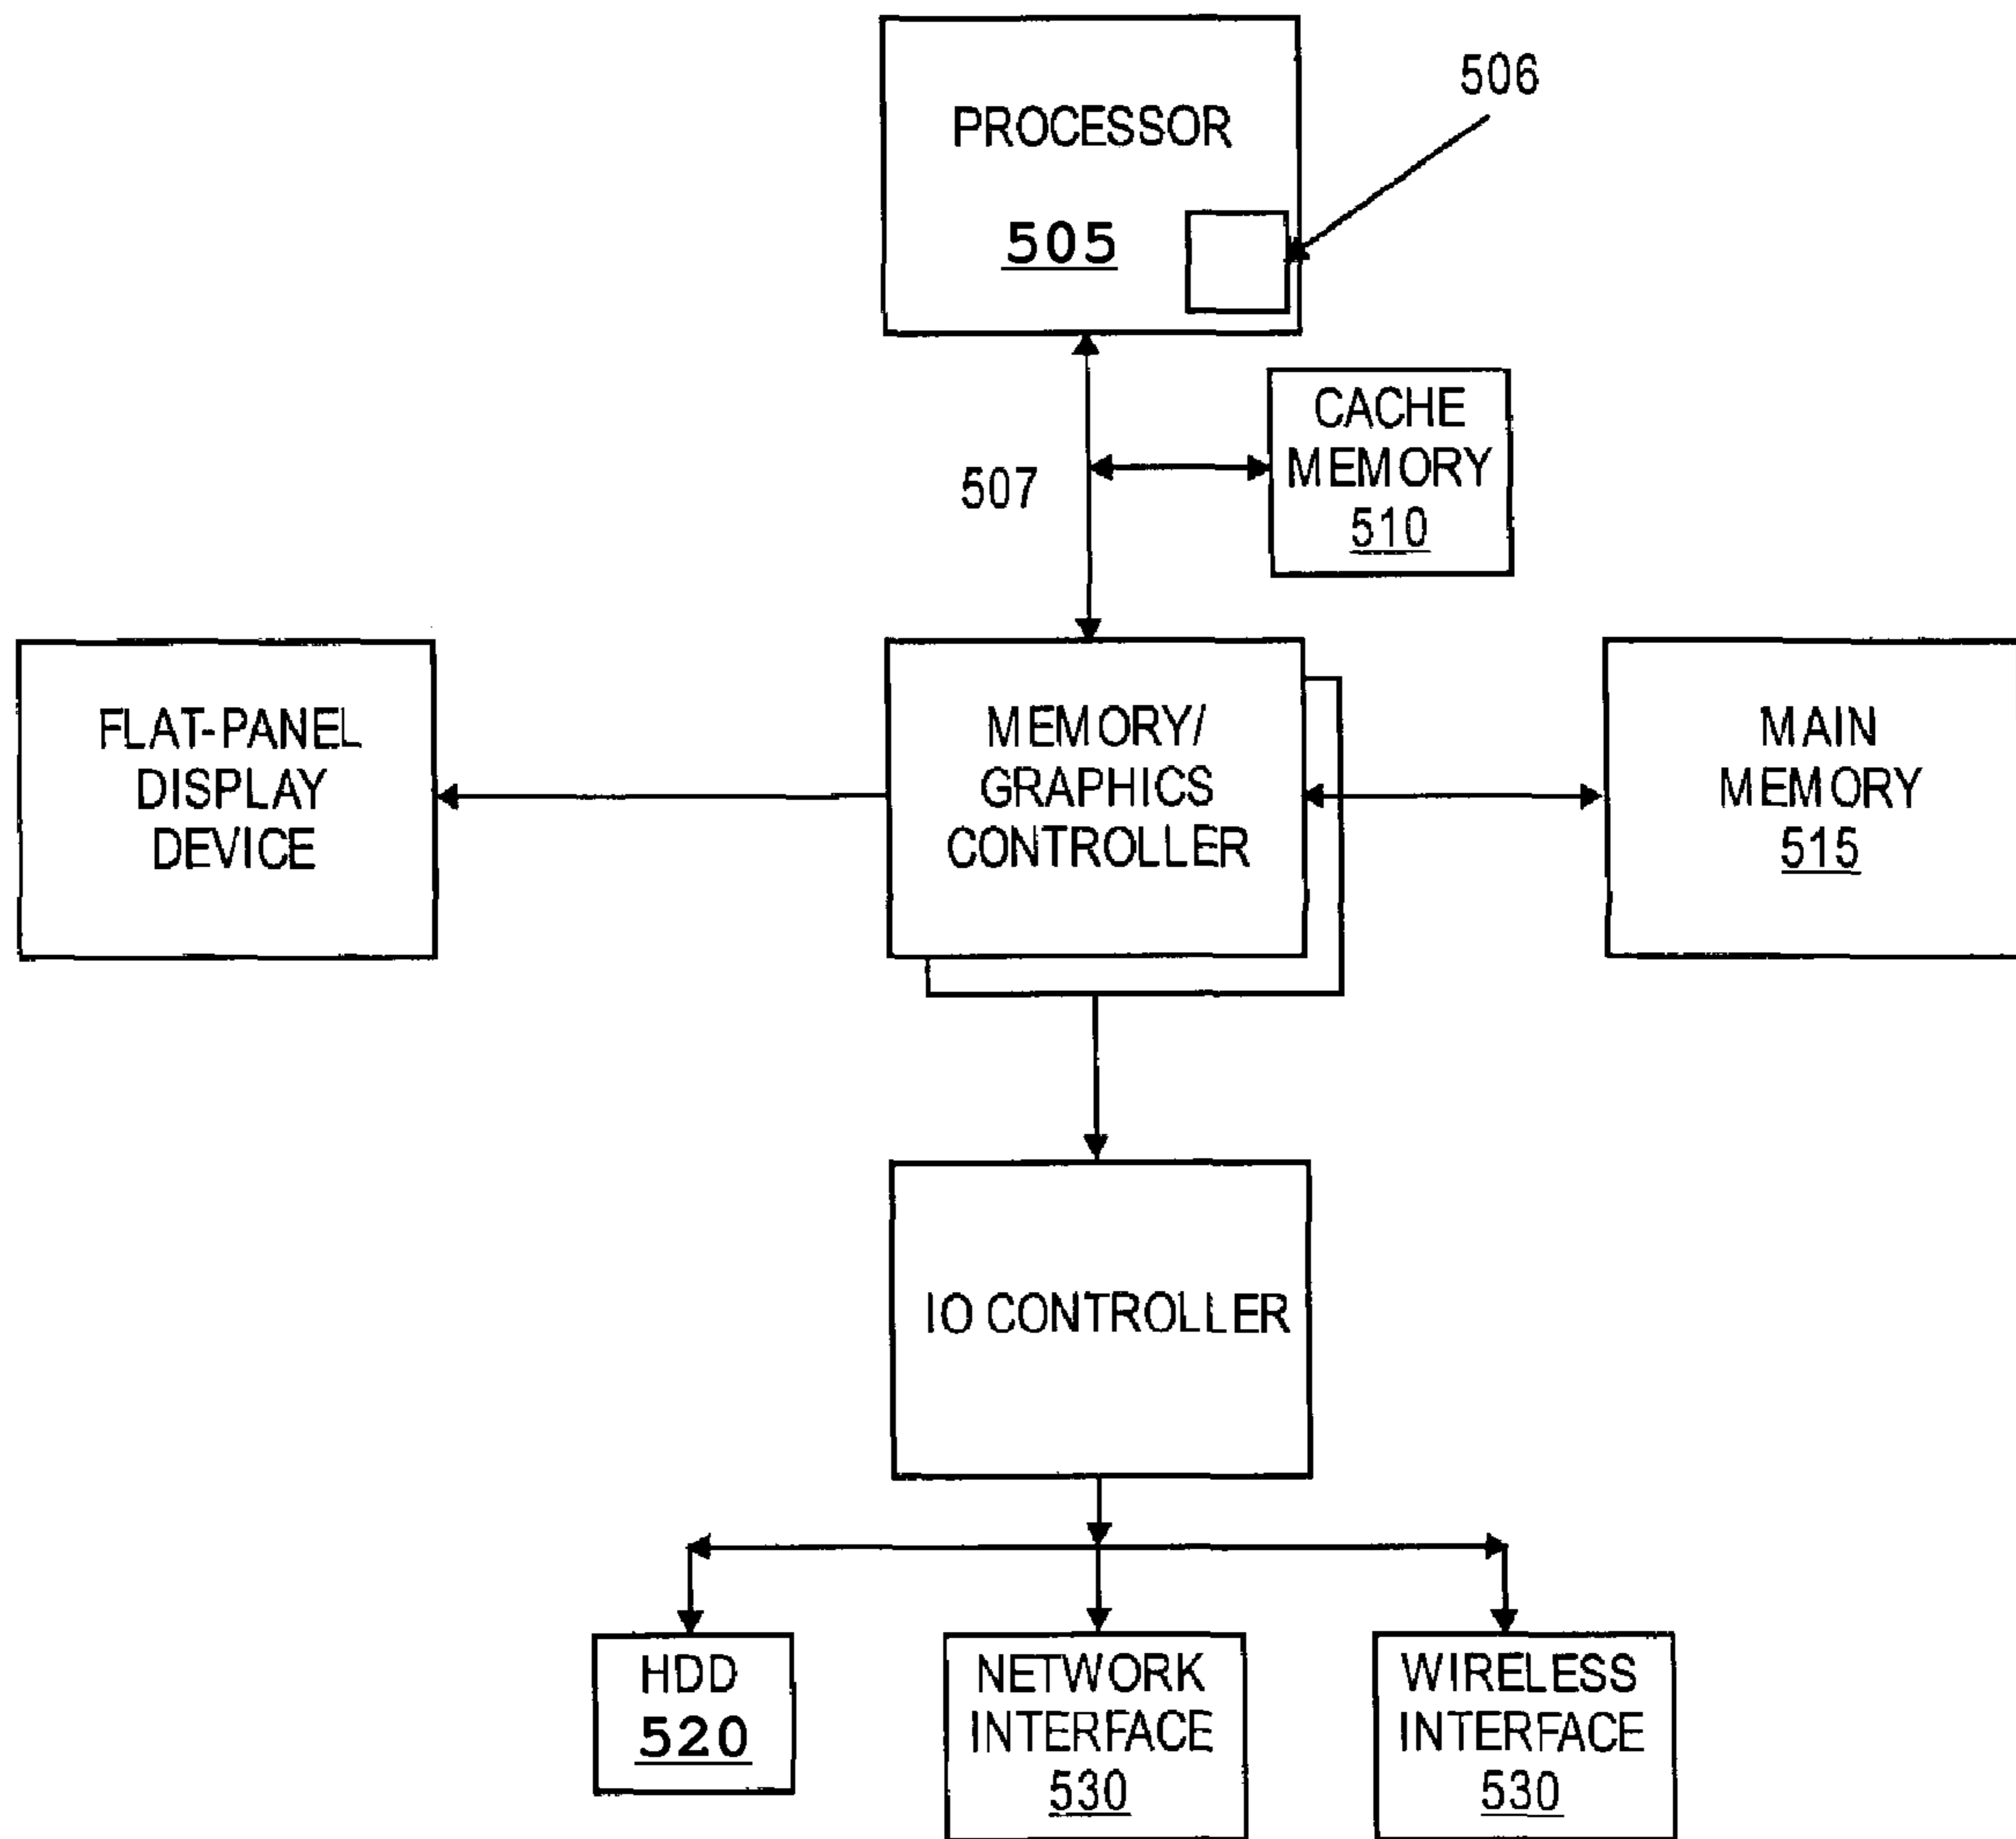 PROCESSOR
505
506
507
CACHE
MEMORY
510
FLAT-PANEL
DISPLAY
DEVICE
MEMORY/
GRAPHICS
CONTROLLER
MAIN
MEMORY
515
IO CONTROLLER
HDD
520
NETWORK
INTERFACE
530
WIRELESS
INTERFACE
530